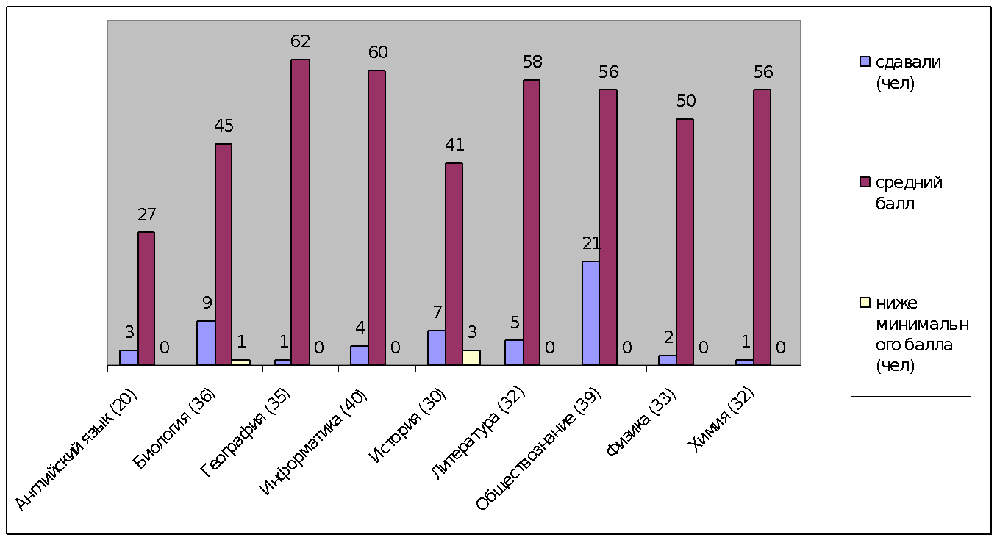 62
60
58
56
56
50
45
41
27
21
9
7
5
4
3
3
2
1
1
1
0
0
0
0
0
0
0
Английский язык (20)
Биология (36)
География (35)
Информатика (40)
История (30)
Литература (32)
Обществознание (39)
Физика (33)
Химия (32)
сдавали
(чел)
средний
балл
ниже
минимальн
ого балла
(чел)